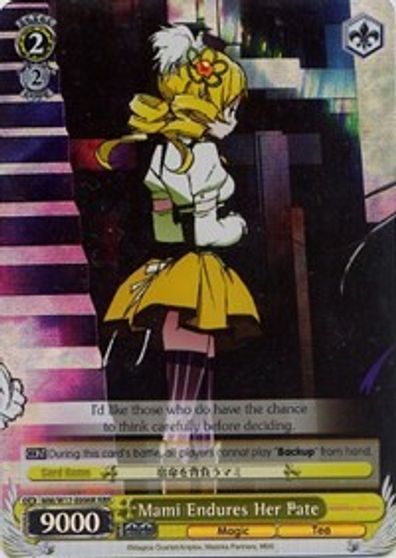 2
2
I'd like those who do have the chance
to think carefully before deciding.
During this card's battle, all players cannot play "Backup" from hand.
Card Name 宿命を背負うマミ
9000
"Mami Endures Her Fate
Magic Tea